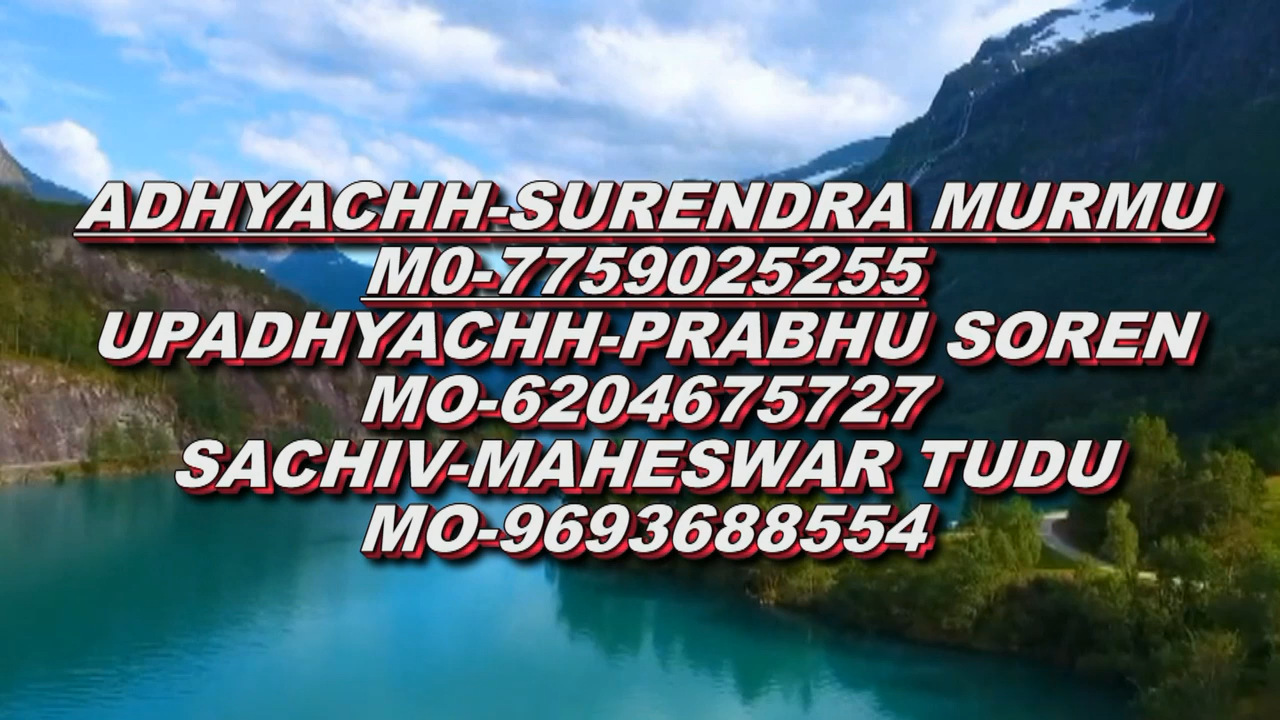 ADHYACHH-SURENDRA MURMU
M0-7759025255
UPADHYACHH-PRABHU SOREN
MO-6204675727
SACHIV-MAHESWAR TUDU
MO-9693688554